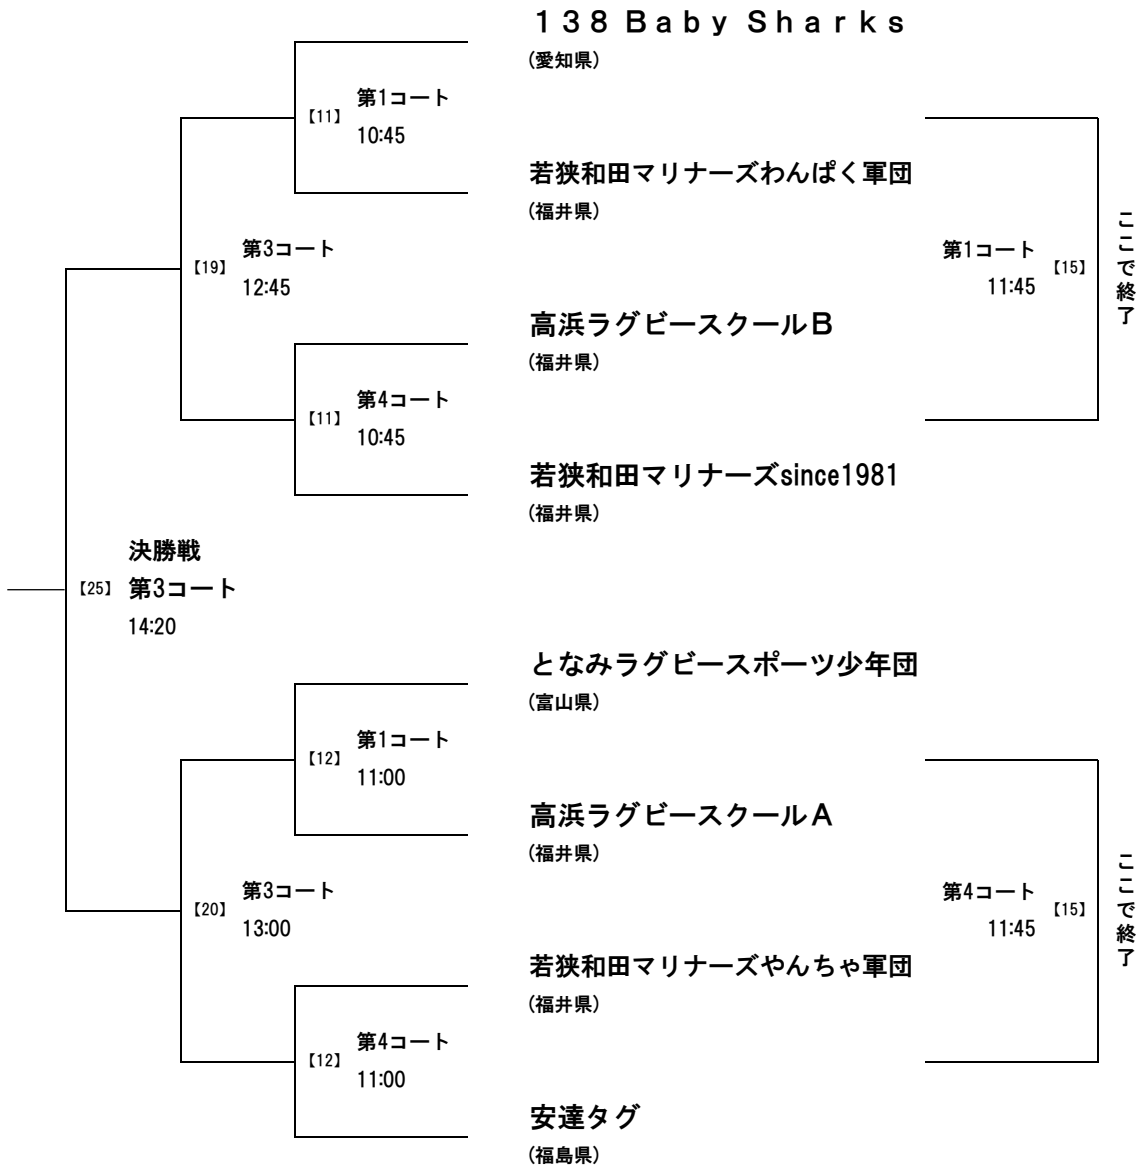 １３８ Ｂａｂｙ Ｓｈａｒｋｓ
(愛知県)
第1コート
【11】
10:45
若狭和田マリナーズわんぱく軍団
(福井県)
第3コート
【19】
12:45
第1コート
【15】
11:45
ここで終了
高浜ラグビースクールＢ
(福井県)
第4コート
【11】
10:45
若狭和田マリナーズsince1981
(福井県)
決勝戦
【25】 第3コート
14:20
となみラグビースポーツ少年団
(富山県)
第1コート
【12】
11:00
高浜ラグビースクールＡ
(福井県)
第3コート
【20】
13:00
第4コート
【15】
11:45
ここで終了
若狭和田マリナーズやんちゃ軍団
(福井県)
第4コート
【12】
11:00
安達タグ
(福島県)